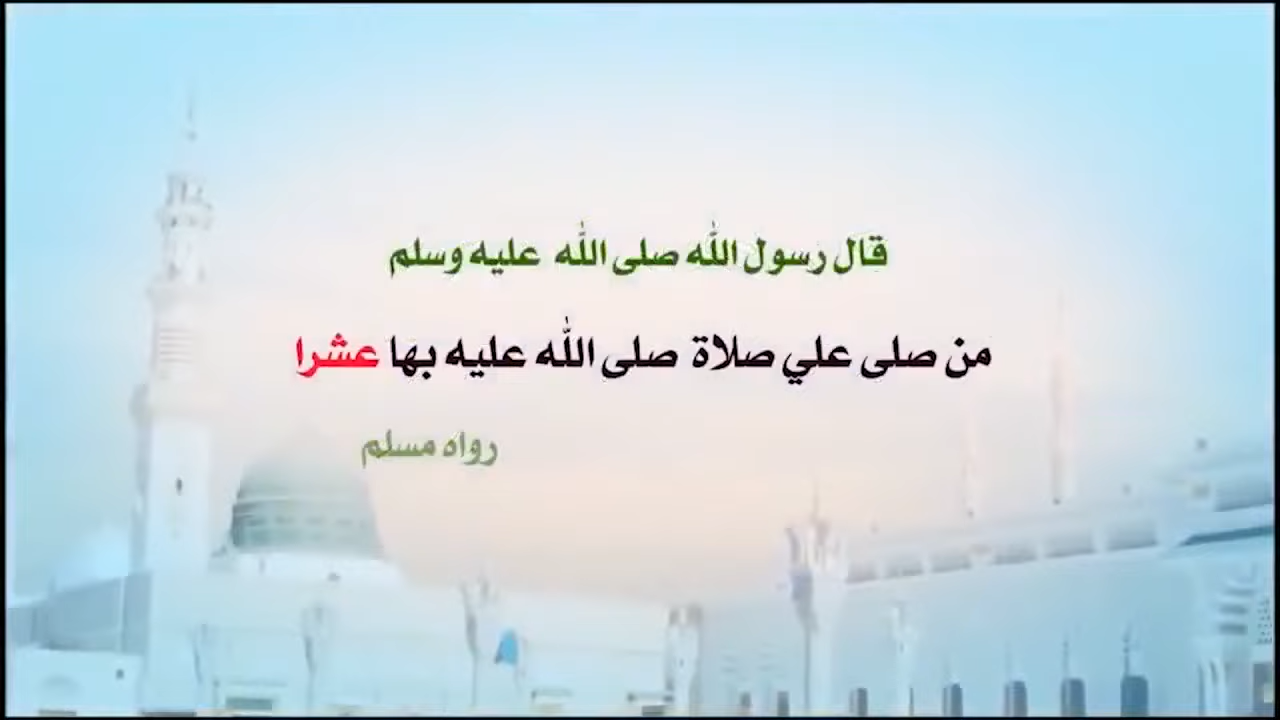 قال رسول الله صلى الله عليه وسلم
من صلى علي صلاة صلى الله عليه بها عشرا
رواه مسلم